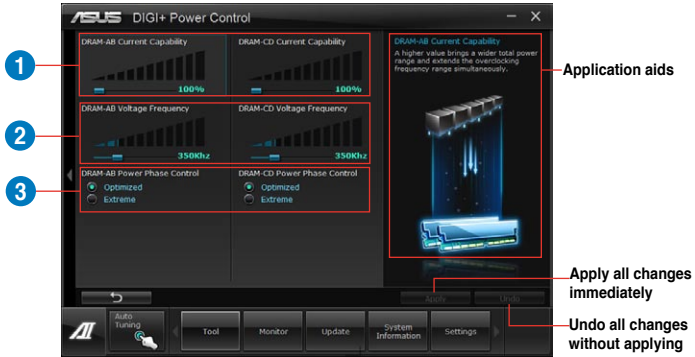 ASUS DIGI+ Power Control
1
DRAM-AB Current Capability
100%
DRAM-CD Current Capability
100%
2
DRAM-AB Voltage Frequency
350Khz
DRAM-CD Voltage Frequency
350Khz
3
DRAM-AB Power Phase Control
Optimized
Extreme
DRAM-CD Power Phase Control
Optimized
Extreme
DRAM-AB Current Capability
A higher value brings a wider total power
range and extends the overclocking
frequency range simultaneously.
Application aids
Apply
Undo
Apply all changes
immediately
Undo all changes
without applying
AI
Auto
Tuning
Tool
Monitor
Update
System
Information
Settings